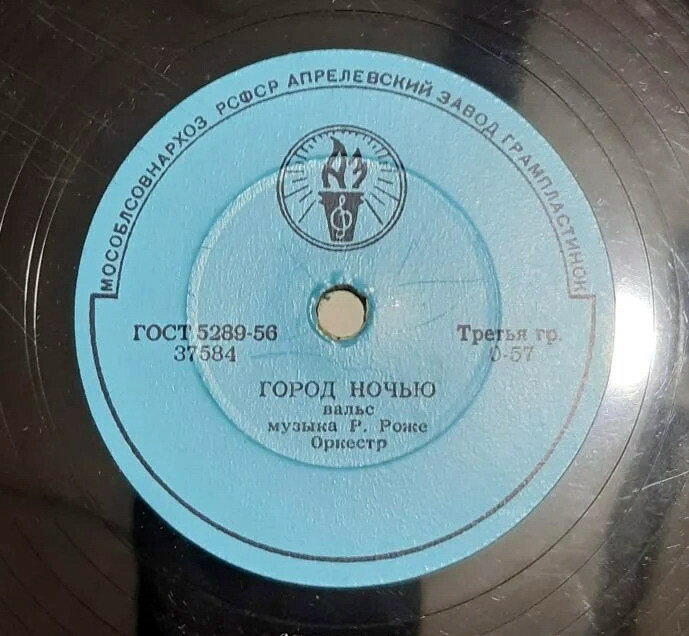 МОСОБЛСОВНАРХОЗ РСФСР АПРЕЛЕВСКИЙ ЗАВОД ГРАМПЛАСТИНОК
АЗ
ГОСТ 5289-56
37584
Третья гр.
0-57
ГОРОД НОЧЬЮ
вальс
музыка Р. Роже
Оркестр